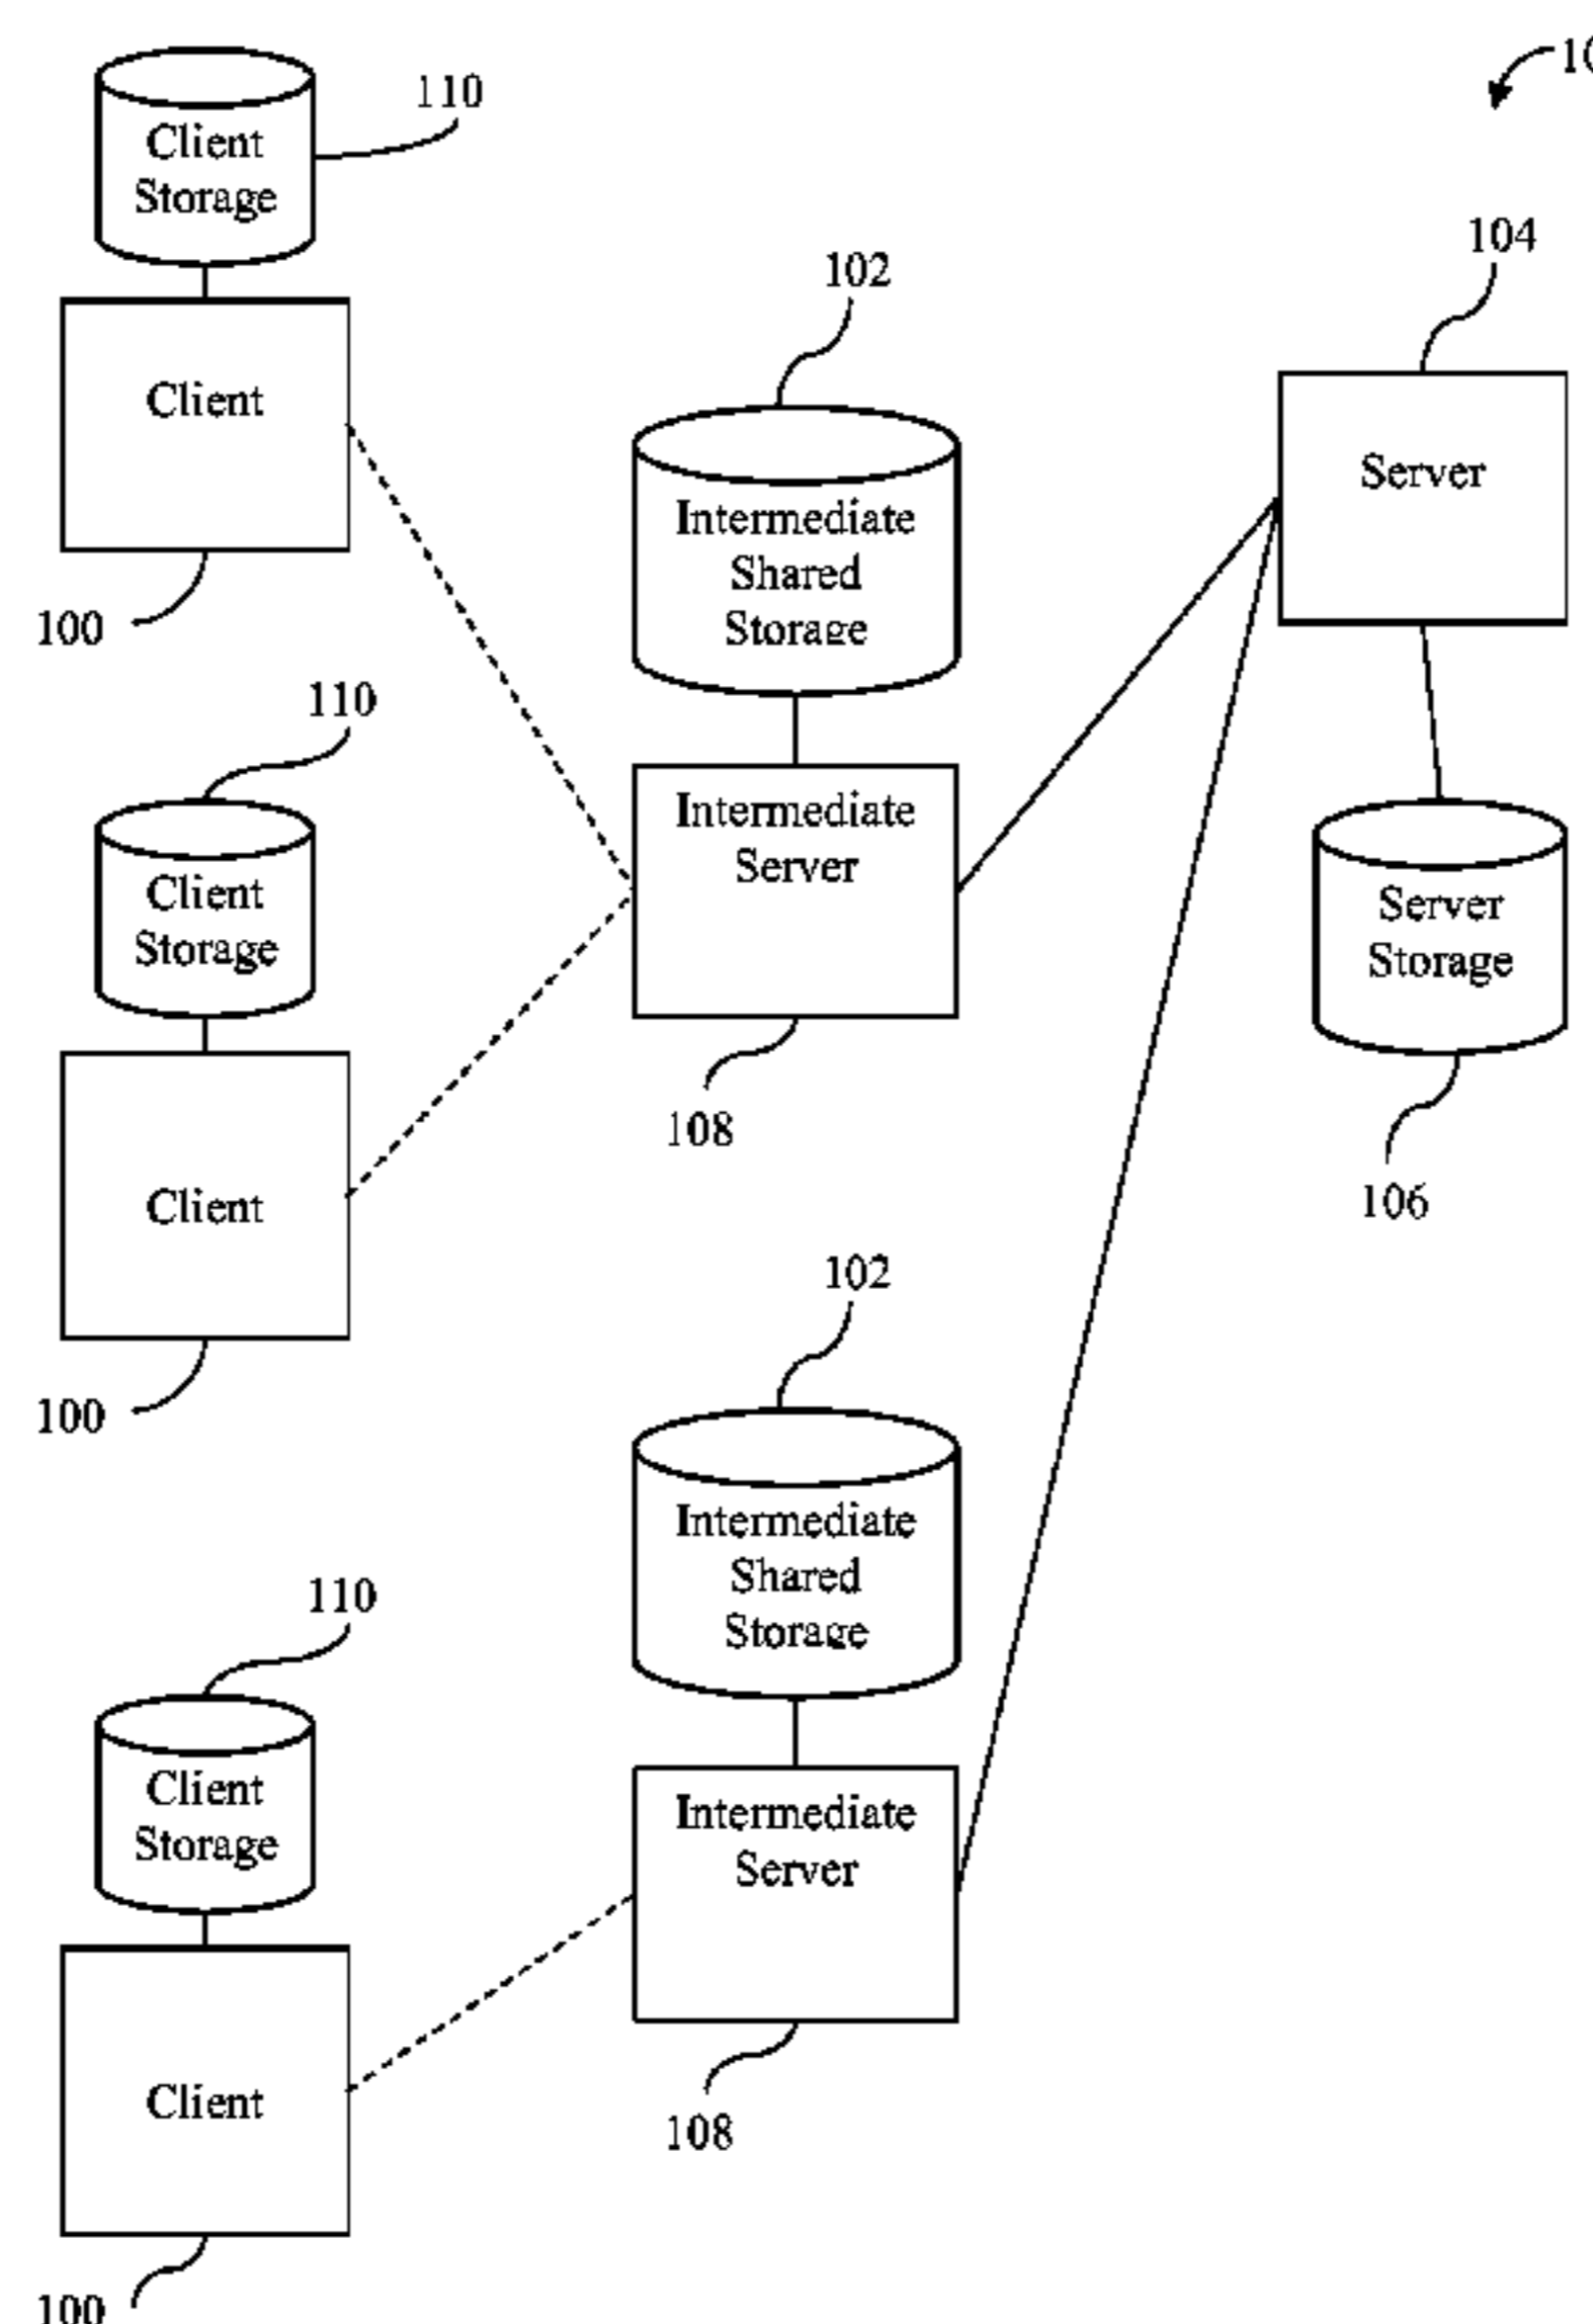 110
Client
Storage
Client
100
110
Client
Storage
Client
100
110
Client
Storage
Client
100
102
Intermediate
Shared
Storage
Intermediate
Server
108
102
Intermediate
Shared
Storage
Intermediate
Server
108
104
Server
Server
Storage
106